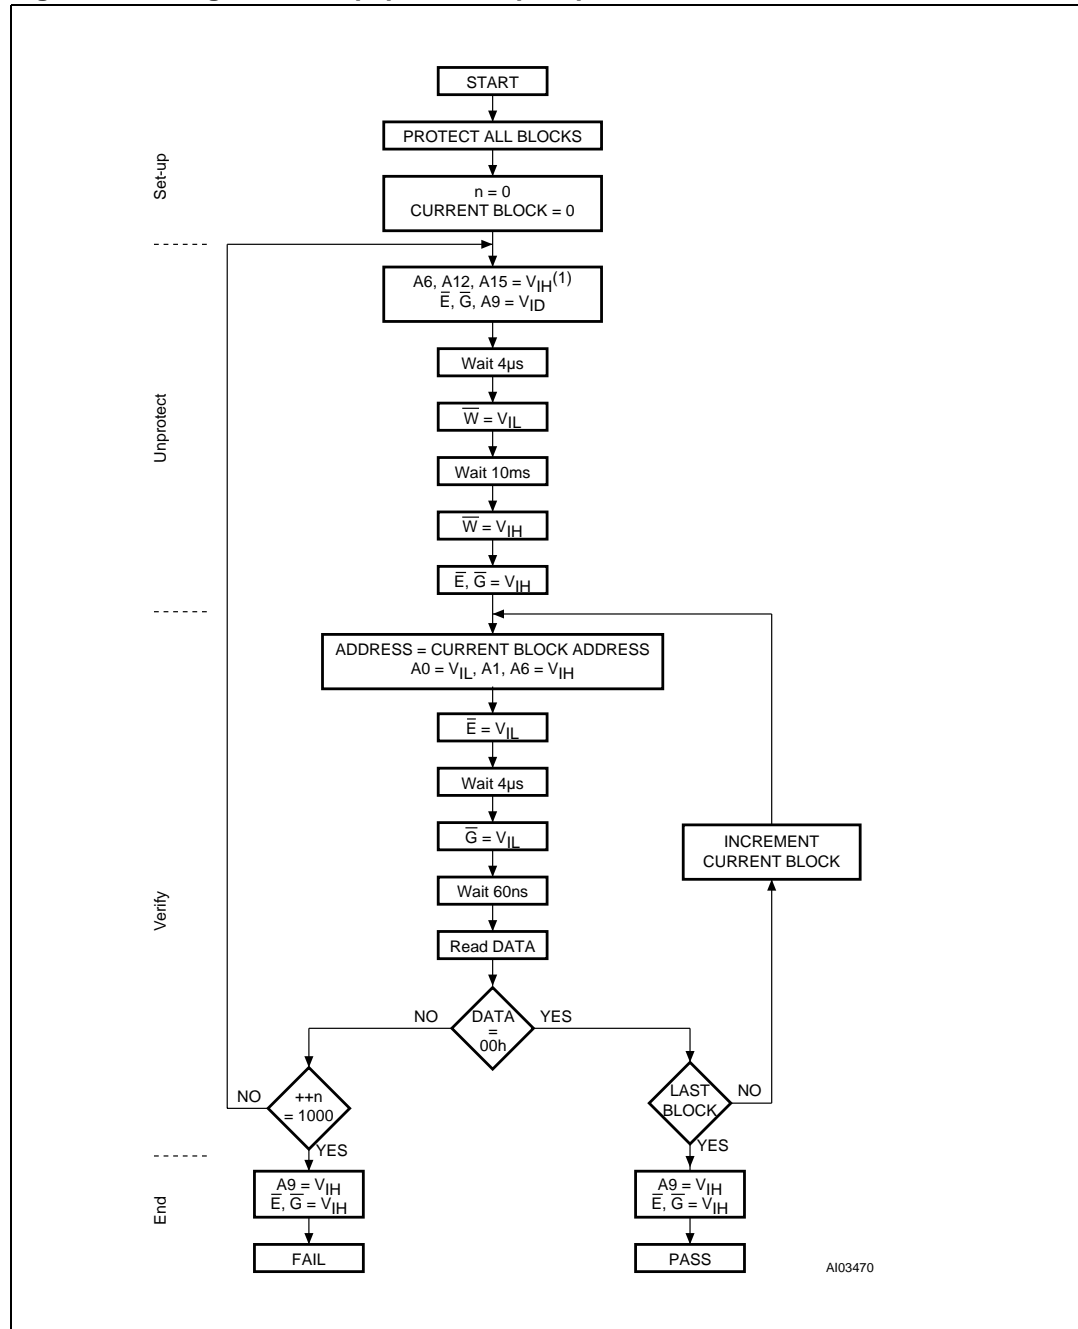 START
PROTECT ALL BLOCKS
Set-up
n = 0
CURRENT BLOCK = 0
A6, A12, A15 = VIH(1)
E̅, G̅, A9 = VID
Wait 4µs
Unprotect
W̅ = VIL
Wait 10ms
W̅ = VIH
E̅, G̅ = VIH
ADDRESS = CURRENT BLOCK ADDRESS
A0 = VIL, A1, A6 = VIH
E̅ = VIL
Wait 4µs
G̅ = VIL
INCREMENT
CURRENT BLOCK
Wait 60ns
Verify
Read DATA
NO
DATA
=
00h
YES
NO
++n
= 1000
LAST
BLOCK
NO
YES
YES
End
A9 = VIH
E̅, G̅ = VIH
A9 = VIH
E̅, G̅ = VIH
FAIL
PASS
AI03470